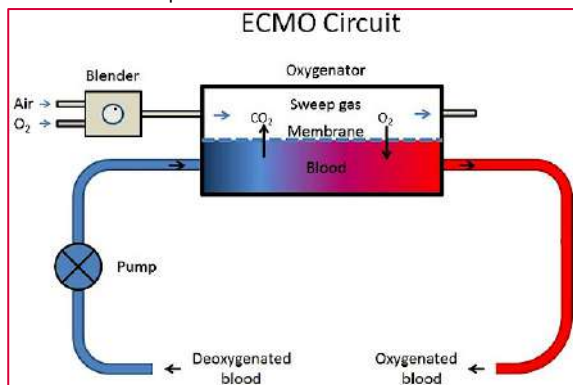 ECMO Circuit
Oxygenator
Blender
Air
O₂
Sweep gas
CO₂
O₂
Membrane
Blood
Pump
Deoxygenated
blood
Oxygenated
blood